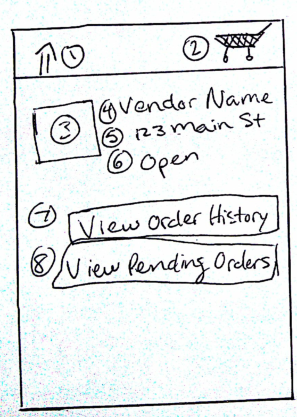 1 2
3 4 Vendor Name
5 123 main St
6 Open
7 View Order History
8 View Pending Orders